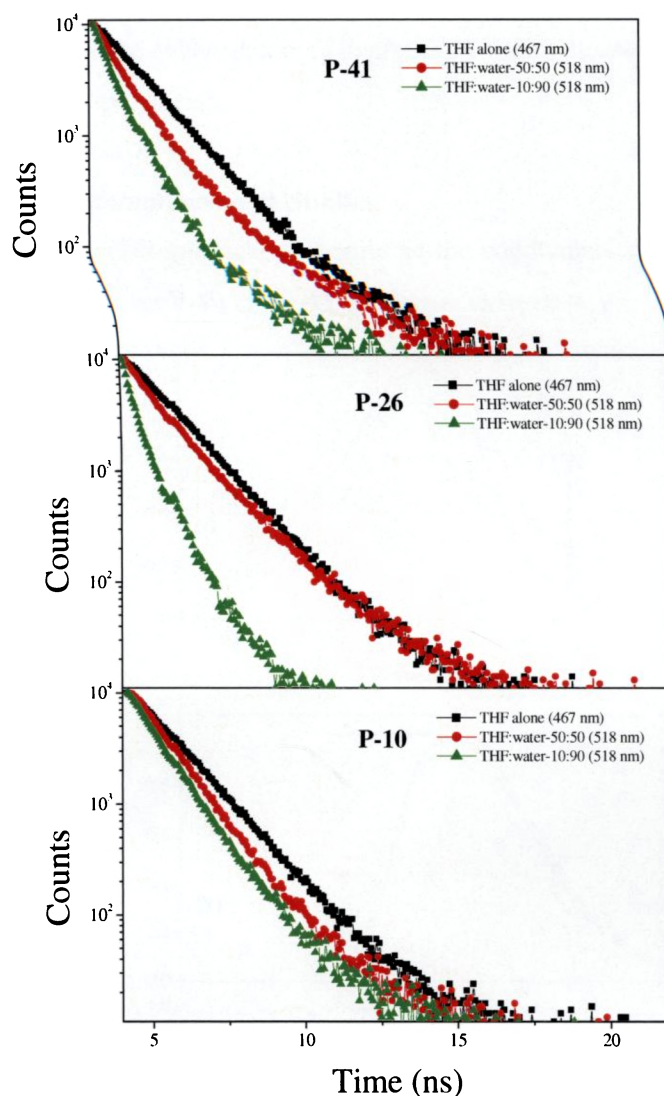 10⁴
P-41
THF alone (467 nm)
THF:water-50:50 (518 nm)
THF:water-10:90 (518 nm)
10³
Counts
10²
10⁴
P-26
THF alone (467 nm)
THF:water-50:50 (518 nm)
THF:water-10:90 (518 nm)
10³
Counts
10²
10⁴
P-10
THF alone (467 nm)
THF:water-50:50 (518 nm)
THF:water-10:90 (518 nm)
10³
Counts
10²
5 10 15 20
Time (ns)